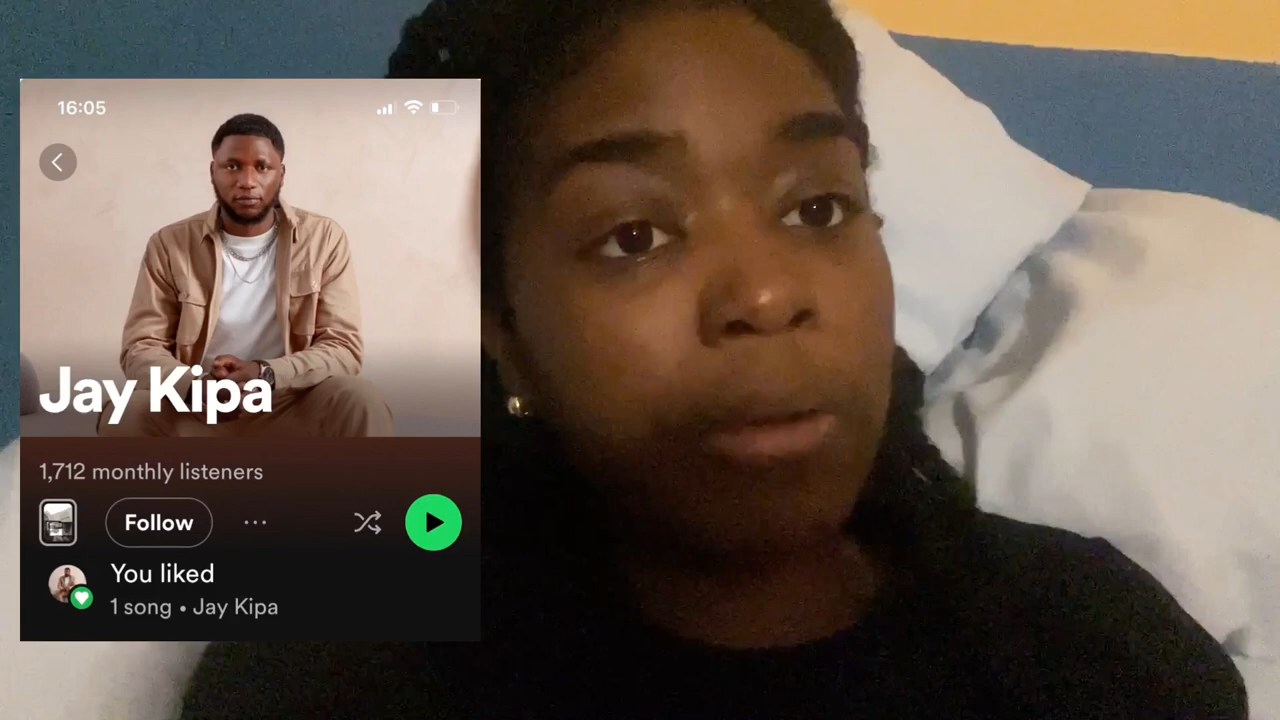 16:05
Jay Kipa
1,712 monthly listeners
Follow
You liked
1 song • Jay Kipa